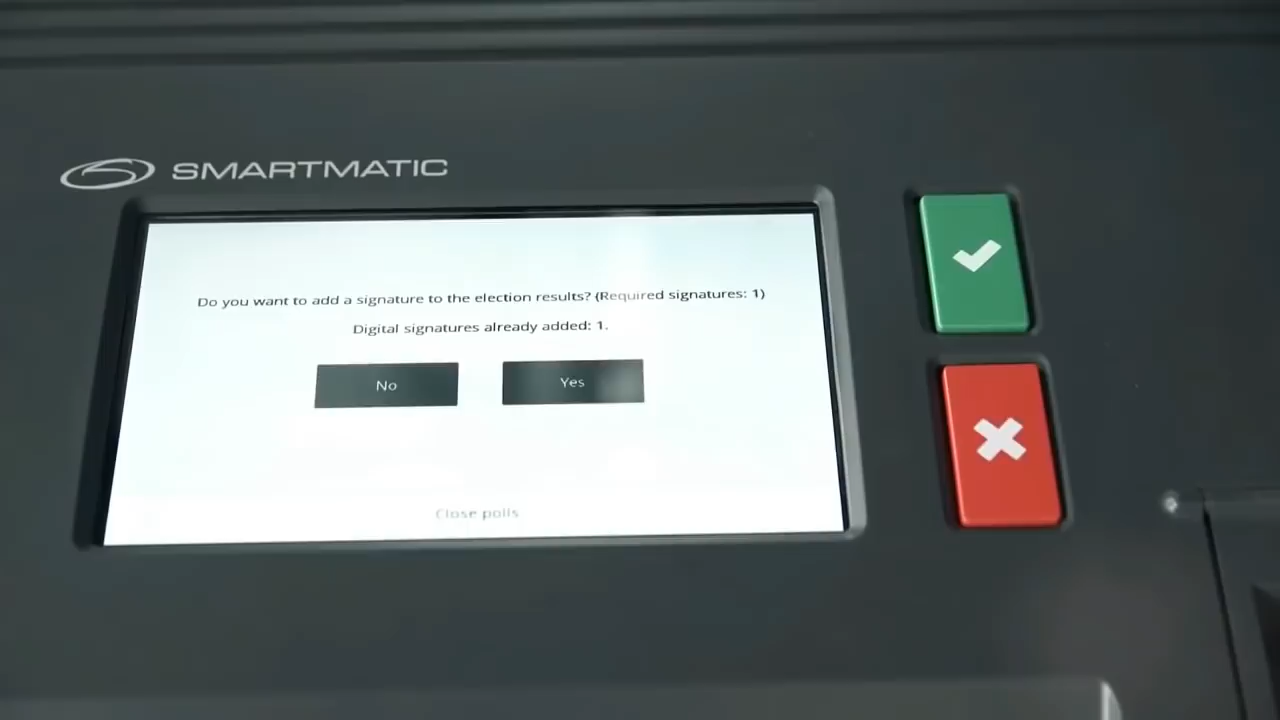 SMARTMATIC
Do you want to add a signature to the election results? (Required signatures: 1)
Digital signatures already added: 1.
No
Yes
Close polls